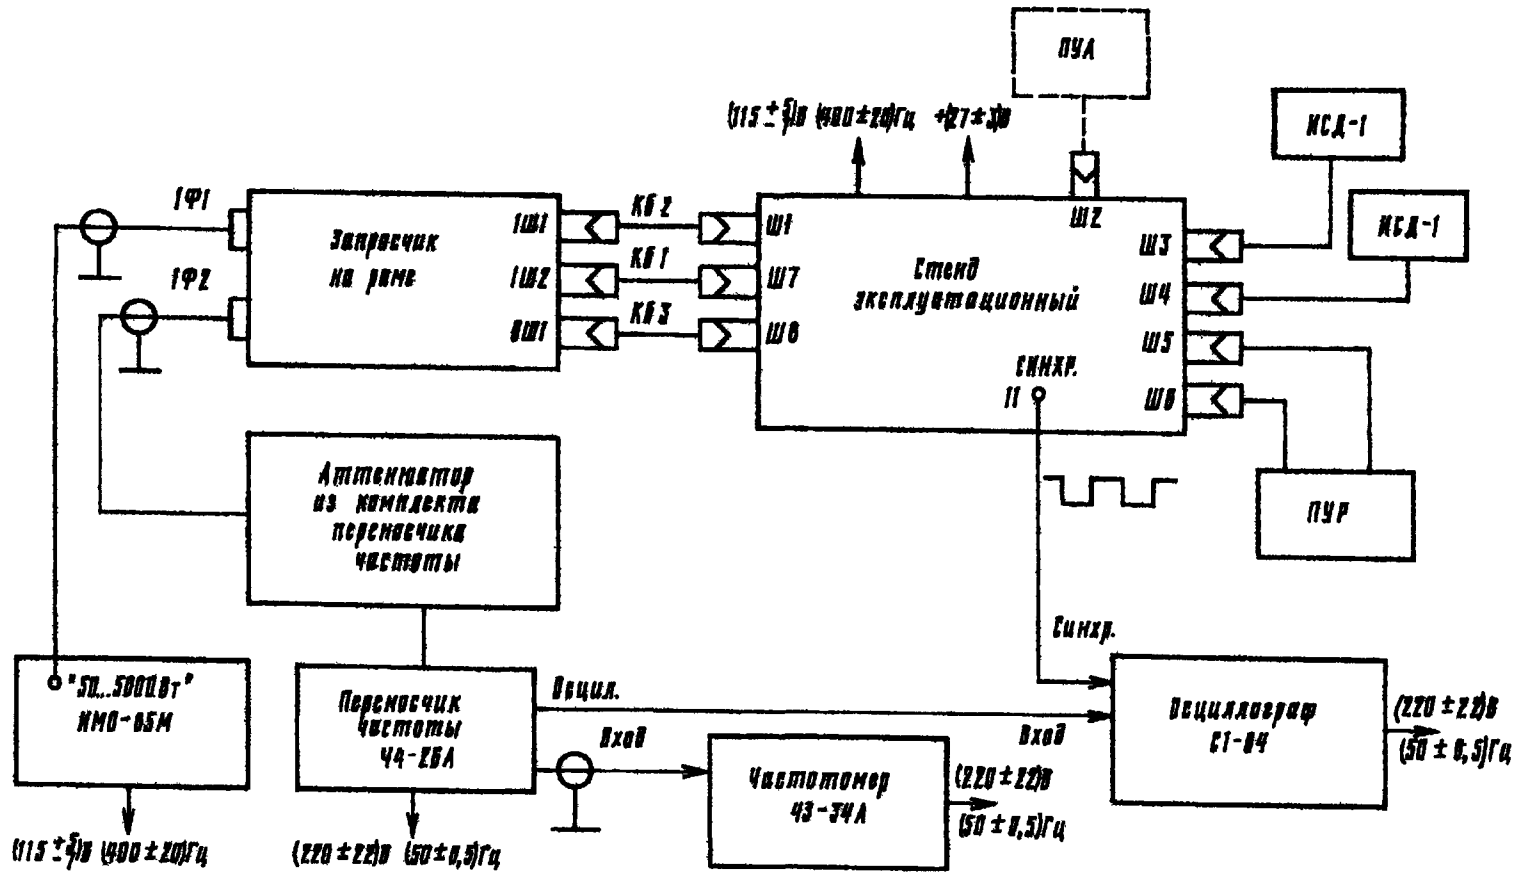 ПУА
(115 ± 5/7)В (400±20)Гц +(27±3)В
ИСД-1
ИСД-1
1Ф1
1Ф2
Запросчик
на раме
1Ш1
1Ш2
8Ш1
Кб 2
Кб 1
Кб 3
Ш1
Ш7
Ш8
Ш2
Стенд
эксплуатационный
Ш3
Ш4
Ш5
Ш6
синхр.
11
ПУР
Аттенюатор
из комплекта
переносчика
частоты
"50...5000Вт"
ИМО-65М
(115 ± 5/7)В (400±20)Гц
Переносчик
частоты
Ч4-25А
(220±22)В (50±0,5)Гц
Осцил.
Вход
Частотомер
Ч3-34А
(220±22)В
(50±0,5)Гц
Синхр.
Вход
Осциллограф
С1-64
(220±22)В
(50±0,5)Гц